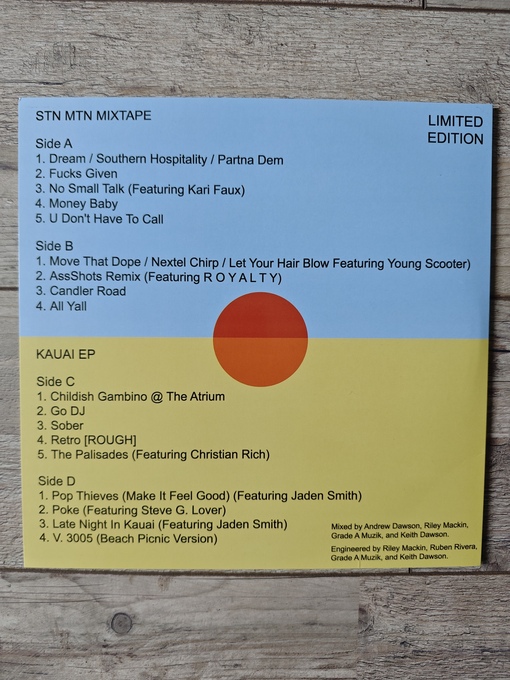 STN MTN MIXTAPE
LIMITED
EDITION
Side A
1. Dream / Southern Hospitality / Partna Dem
2. Fucks Given
3. No Small Talk (Featuring Kari Faux)
4. Money Baby
5. U Don't Have To Call
Side B
1. Move That Dope / Nextel Chirp / Let Your Hair Blow Featuring Young Scooter)
2. AssShots Remix (Featuring R O Y A L T Y)
3. Candler Road
4. All Yall
KAUAI EP
Side C
1. Childish Gambino @ The Atrium
2. Go DJ
3. Sober
4. Retro [ROUGH]
5. The Palisades (Featuring Christian Rich)
Side D
1. Pop Thieves (Make It Feel Good) (Featuring Jaden Smith)
2. Poke (Featuring Steve G. Lover)
3. Late Night In Kauai (Featuring Jaden Smith)
4. V. 3005 (Beach Picnic Version)
Mixed by Andrew Dawson, Riley Mackin,
Grade A Muzik, and Keith Dawson.
Engineered by Riley Mackin, Ruben Rivera,
Grade A Muzik, and Keith Dawson.